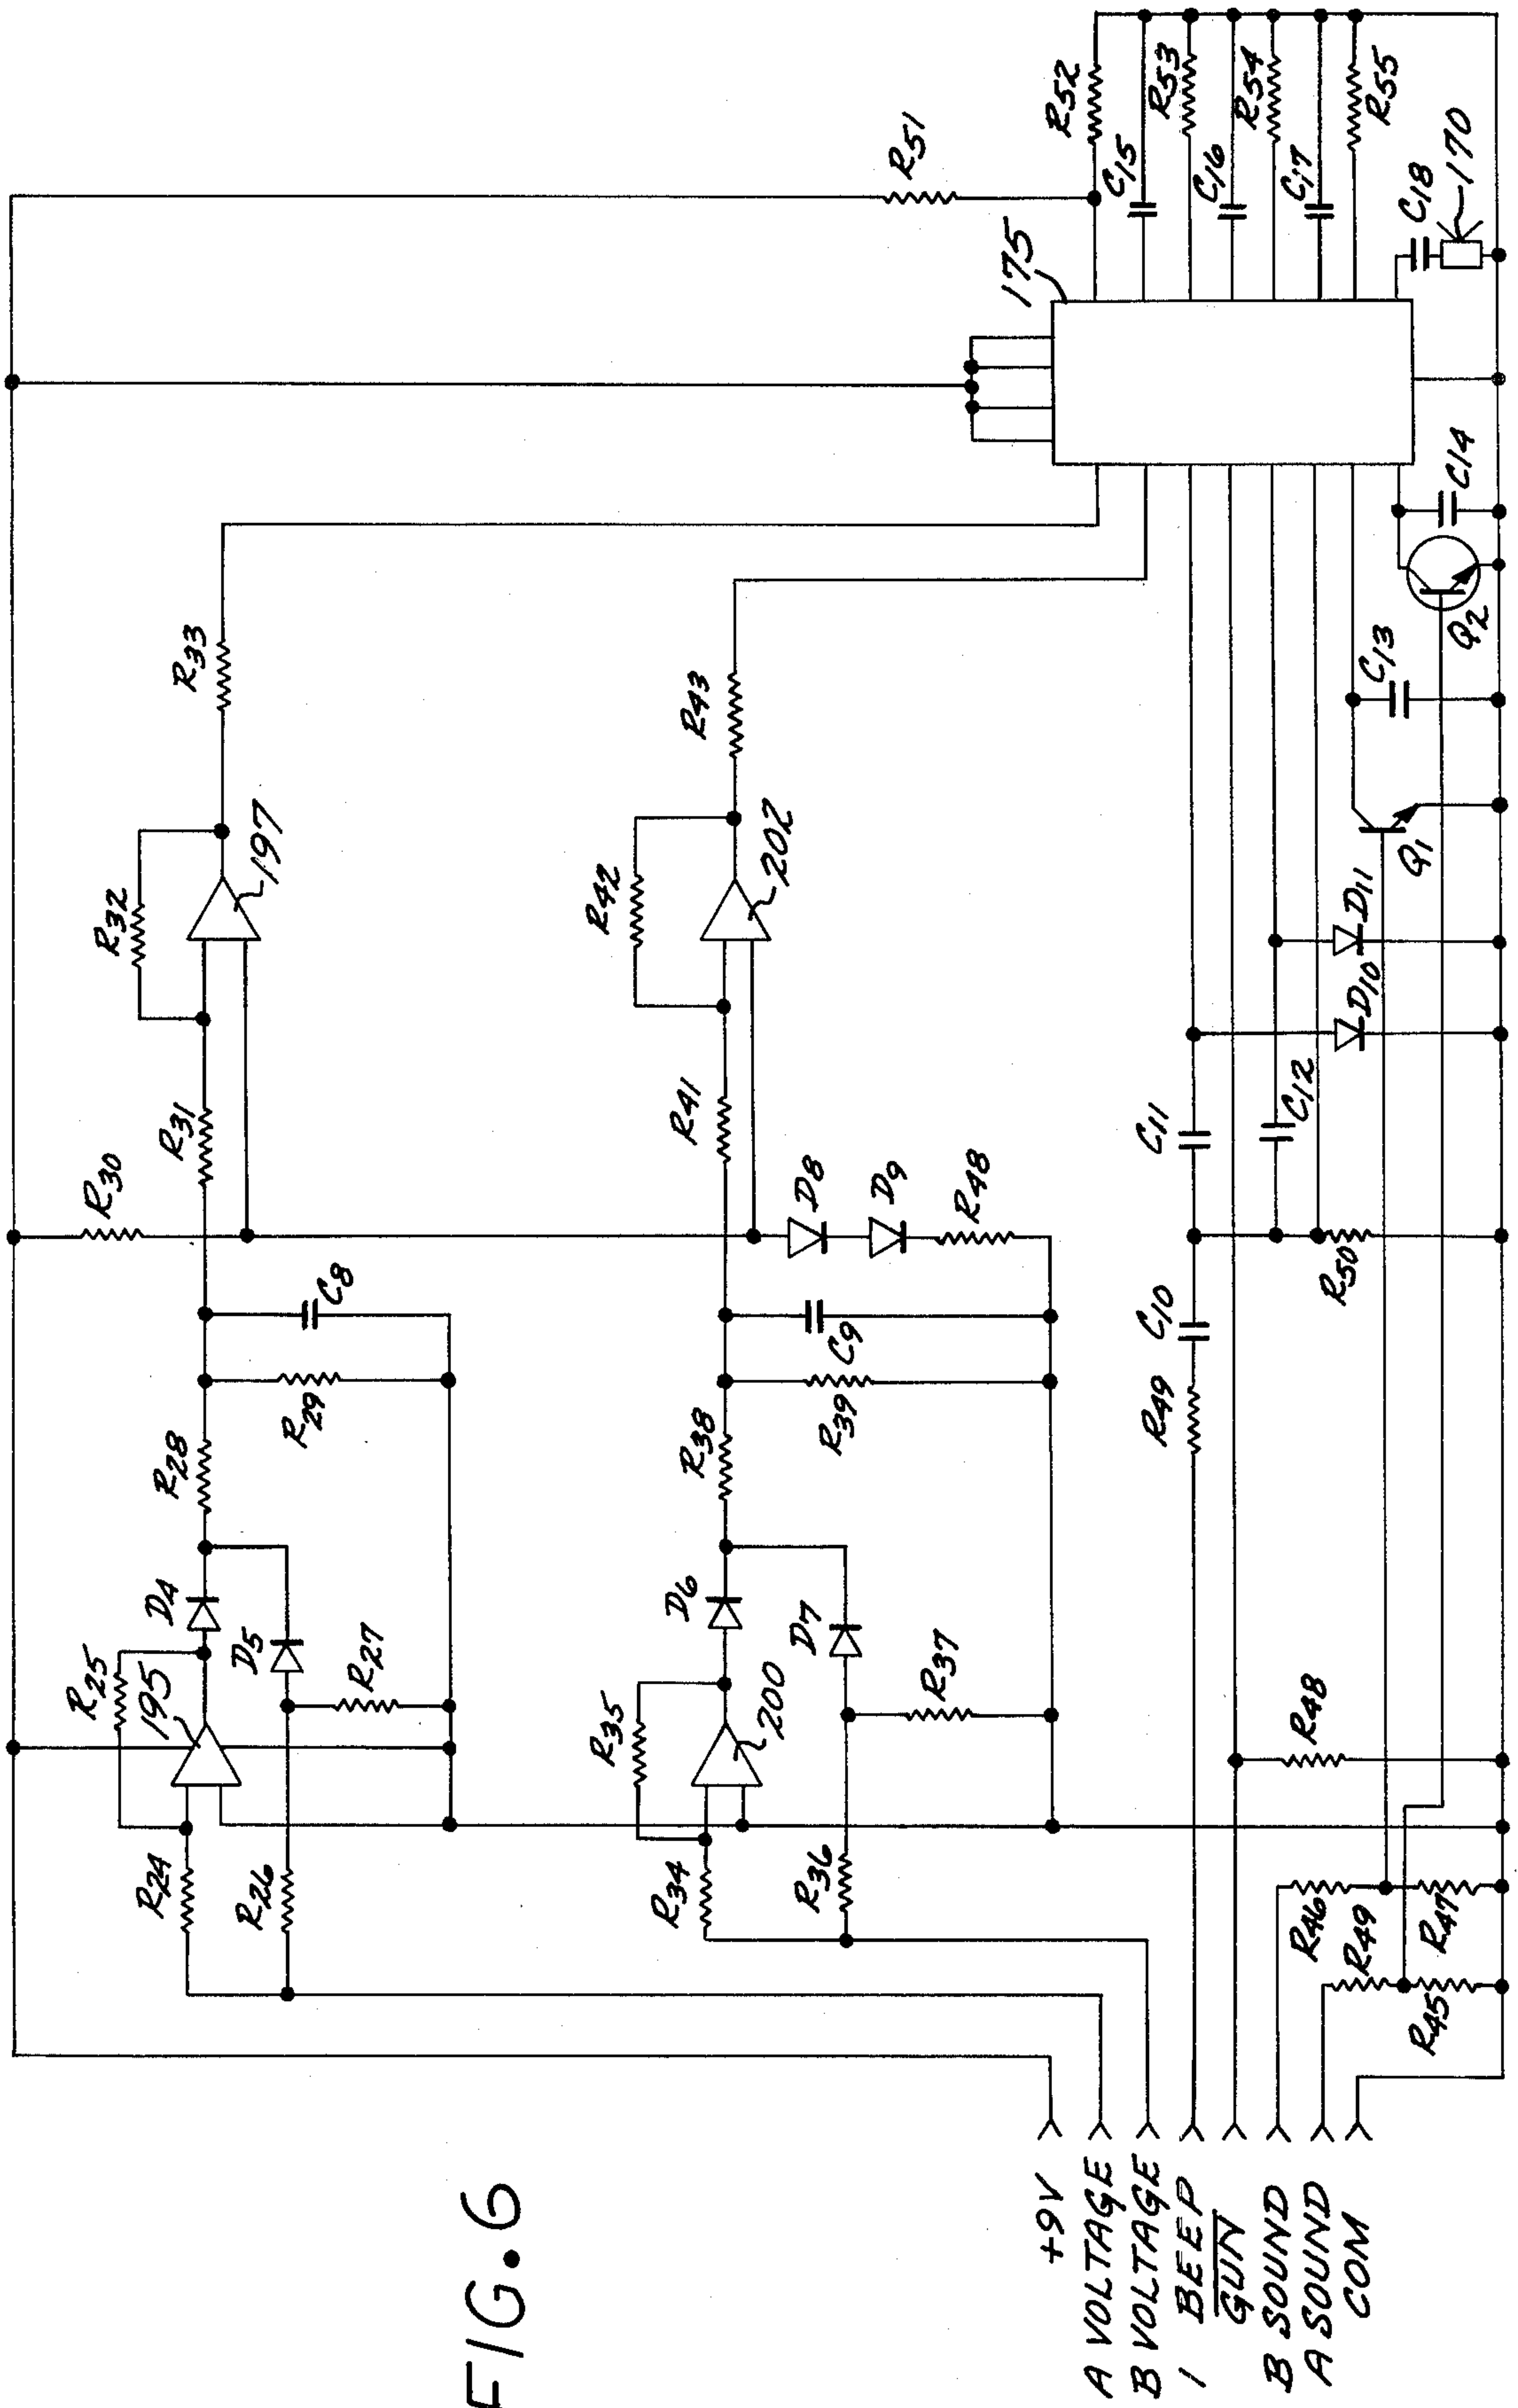 FIG.6
+9V
A VOLTAGE
B VOLTAGE
1 BEEP
GUN
B SOUND
A SOUND
COM
R24
R25
195
R26
D4
D5
R27
R28
R29
C8
R30
R31
R32
197
R33
R34
R35
200
R36
D6
D7
R37
R38
R39
C9
D8
D9
R48
R41
R42
202
R43
R51
175
R52
C15
R53
C16
R54
C17
R55
C18
170
R49
C10
C11
C12
R50
D10
D11
Q1
C13
Q2
C14
R48
R46
R49
R47
R45